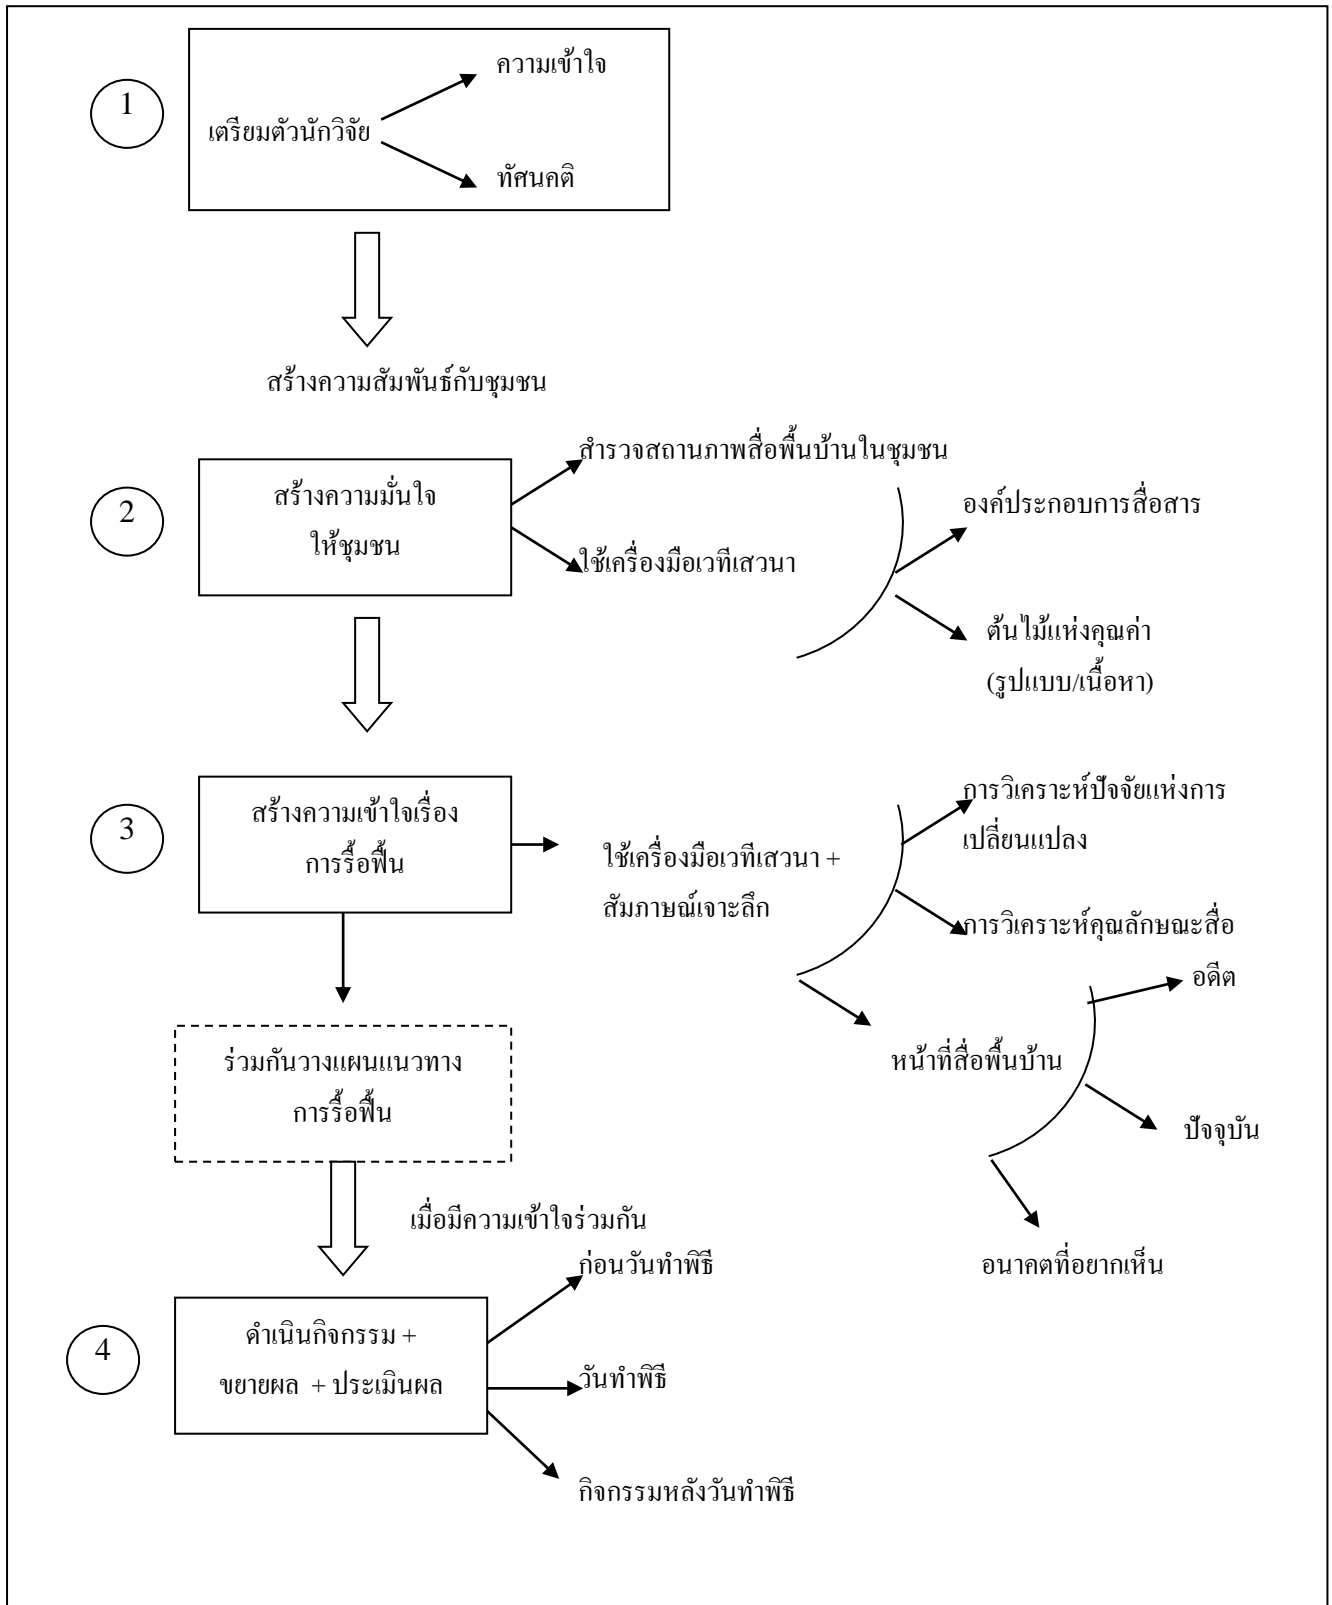 1
ความเข้าใจ
เตรียมตัวนักวิจัย
ทัศนคติ
สร้างความสัมพันธ์กับชุมชน
2
สร้างความมั่นใจ
ให้ชุมชน
สำรวจสถานภาพสื่อพื้นบ้านในชุมชน
ใช้เครื่องมือเวทีเสวนา
องค์ประกอบการสื่อสาร
ต้นไม้แห่งคุณค่า
(รูปแบบ/เนื้อหา)
3
สร้างความเข้าใจเรื่อง
การรื้อฟื้น
ใช้เครื่องมือเวทีเสวนา +
สัมภาษณ์เจาะลึก
การวิเคราะห์ปัจจัยแห่งการ
เปลี่ยนแปลง
การวิเคราะห์คุณลักษณะสื่อ
หน้าที่สื่อพื้นบ้าน
อดีต
ปัจจุบัน
อนาคตที่อยากเห็น
ร่วมกันวางแผนแนวทาง
การรื้อฟื้น
เมื่อมีความเข้าใจร่วมกัน
4
ดำเนินกิจกรรม +
ขยายผล + ประเมินผล
ก่อนวันทำพิธี
วันทำพิธี
กิจกรรมหลังวันทำพิธี